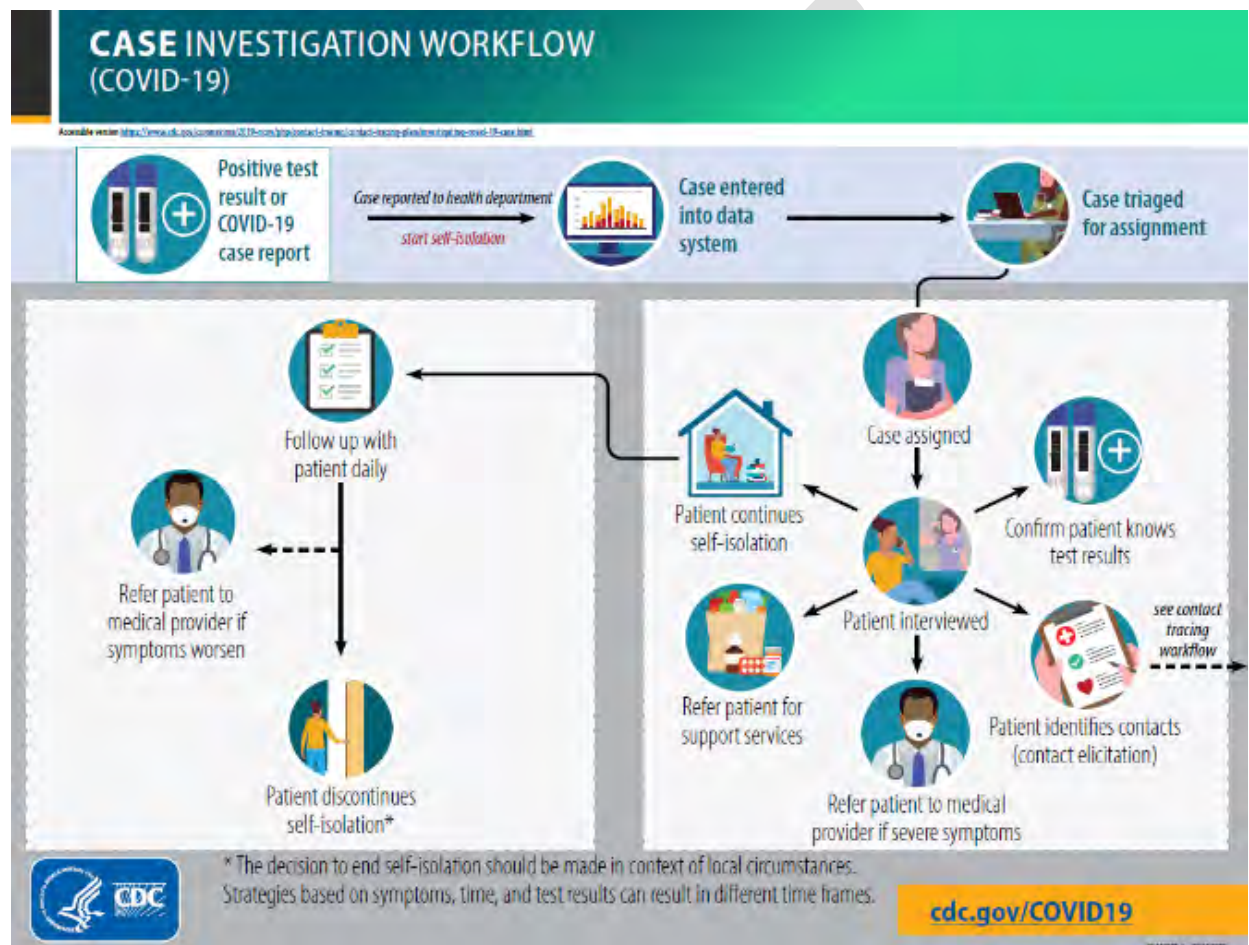 CASE INVESTIGATION WORKFLOW
(COVID-19)
Accessible version
Positive test
result or
COVID-19
case report
Case reported to health department
start self-isolation
Case entered
into data
system
Case triaged
for assignment
Case assigned
Patient interviewed
Confirm patient knows
test results
Patient identifies contacts
(contact elicitation)
see contact
tracing
workflow
Refer patient to medical
provider if severe symptoms
Refer patient for
support services
Patient continues
self-isolation
Follow up with
patient daily
Refer patient to
medical provider if
symptoms worsen
Patient discontinues
self-isolation*
* The decision to end self-isolation should be made in context of local circumstances.
Strategies based on symptoms, time, and test results can result in different time frames.
CDC
cdc.gov/COVID19